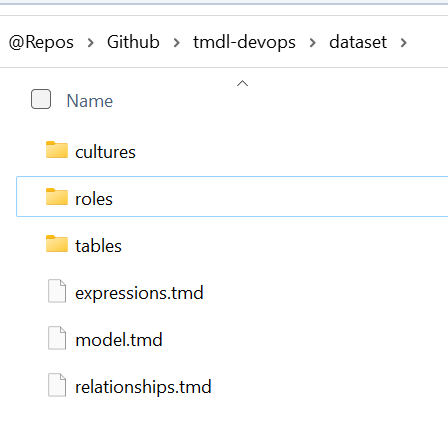 @Repos > Github > tmdl-devops > dataset >
Name
cultures
roles
tables
expressions.tmd
model.tmd
relationships.tmd